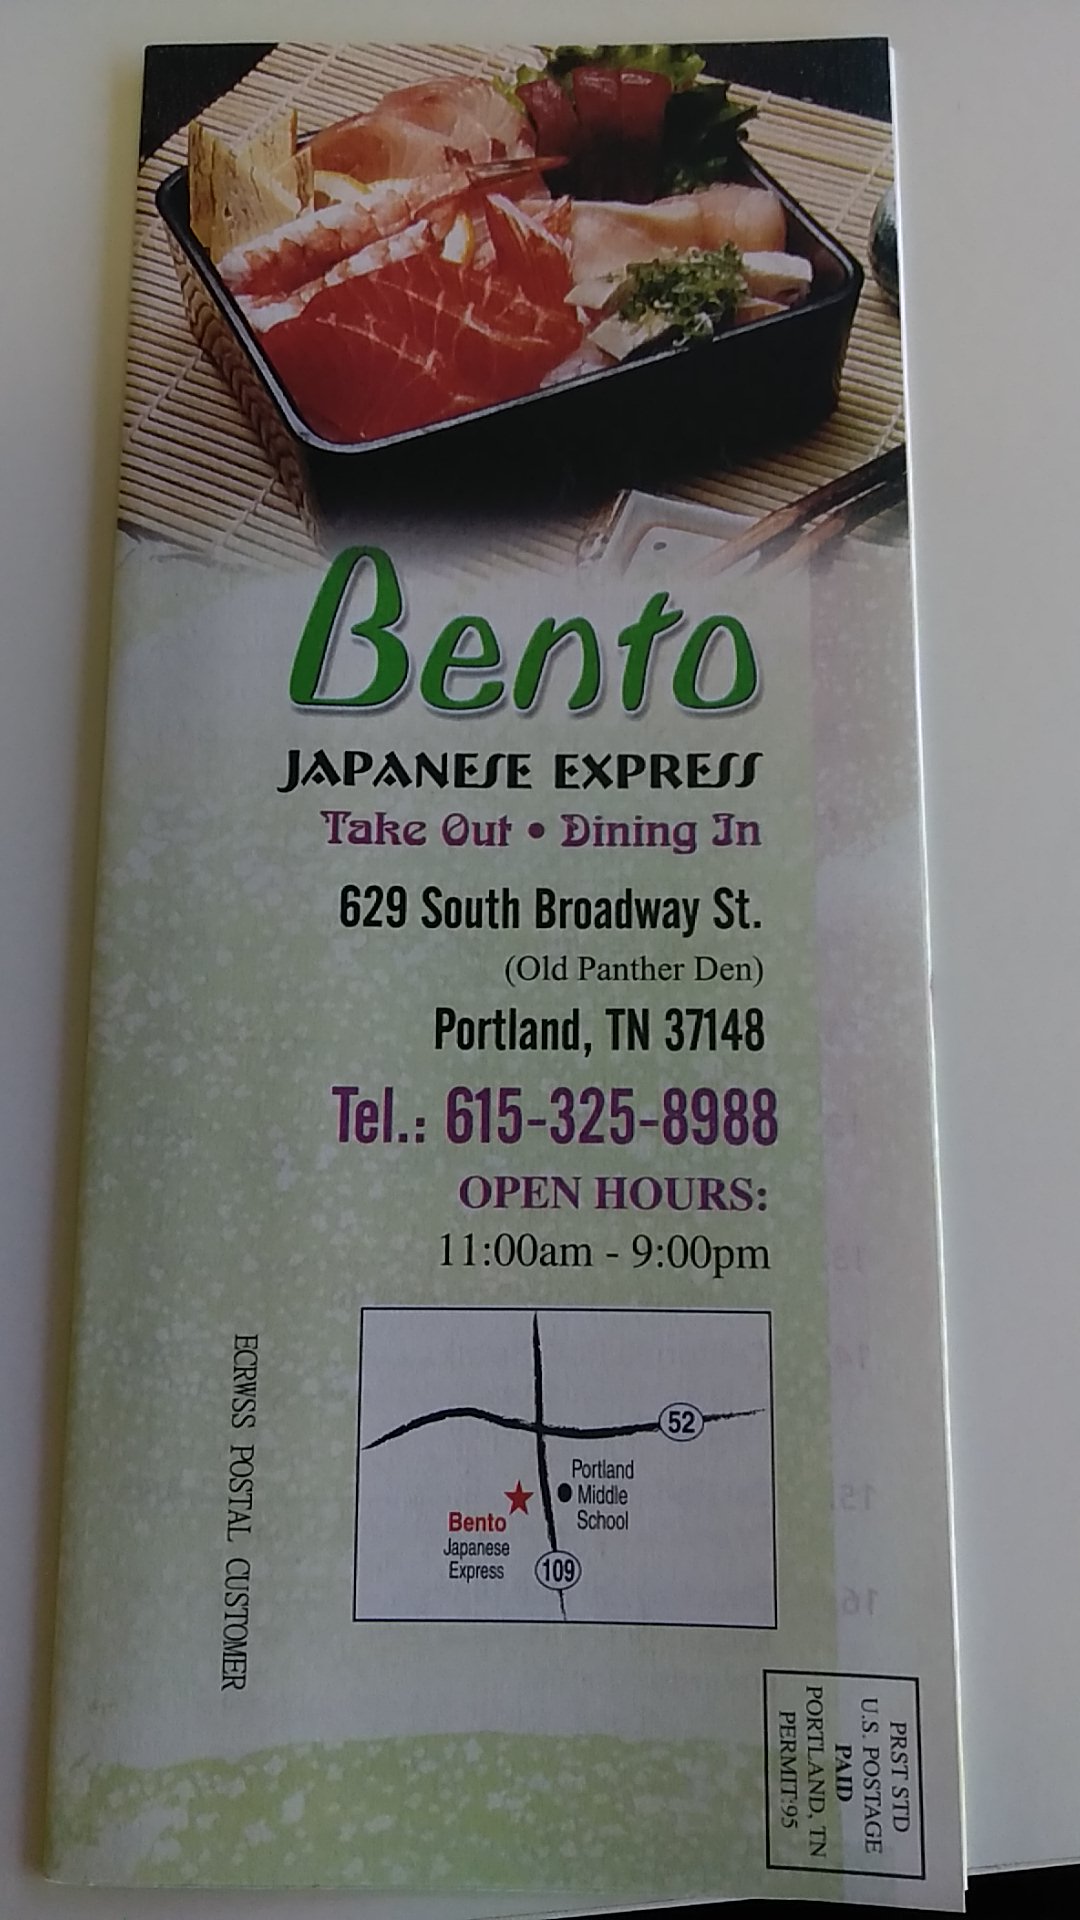 Bento
JAPANESE EXPRESS
Take Out • Dining In
629 South Broadway St.
(Old Panther Den)
Portland, TN 37148
Tel.: 615-325-8988
OPEN HOURS:
11:00am - 9:00pm
52
Portland
Middle
School
Bento
Japanese
Express
109
ECRWSS POSTAL CUSTOMER
PRST STD
U.S. POSTAGE
PAID
PORTLAND, TN
PERMIT:95